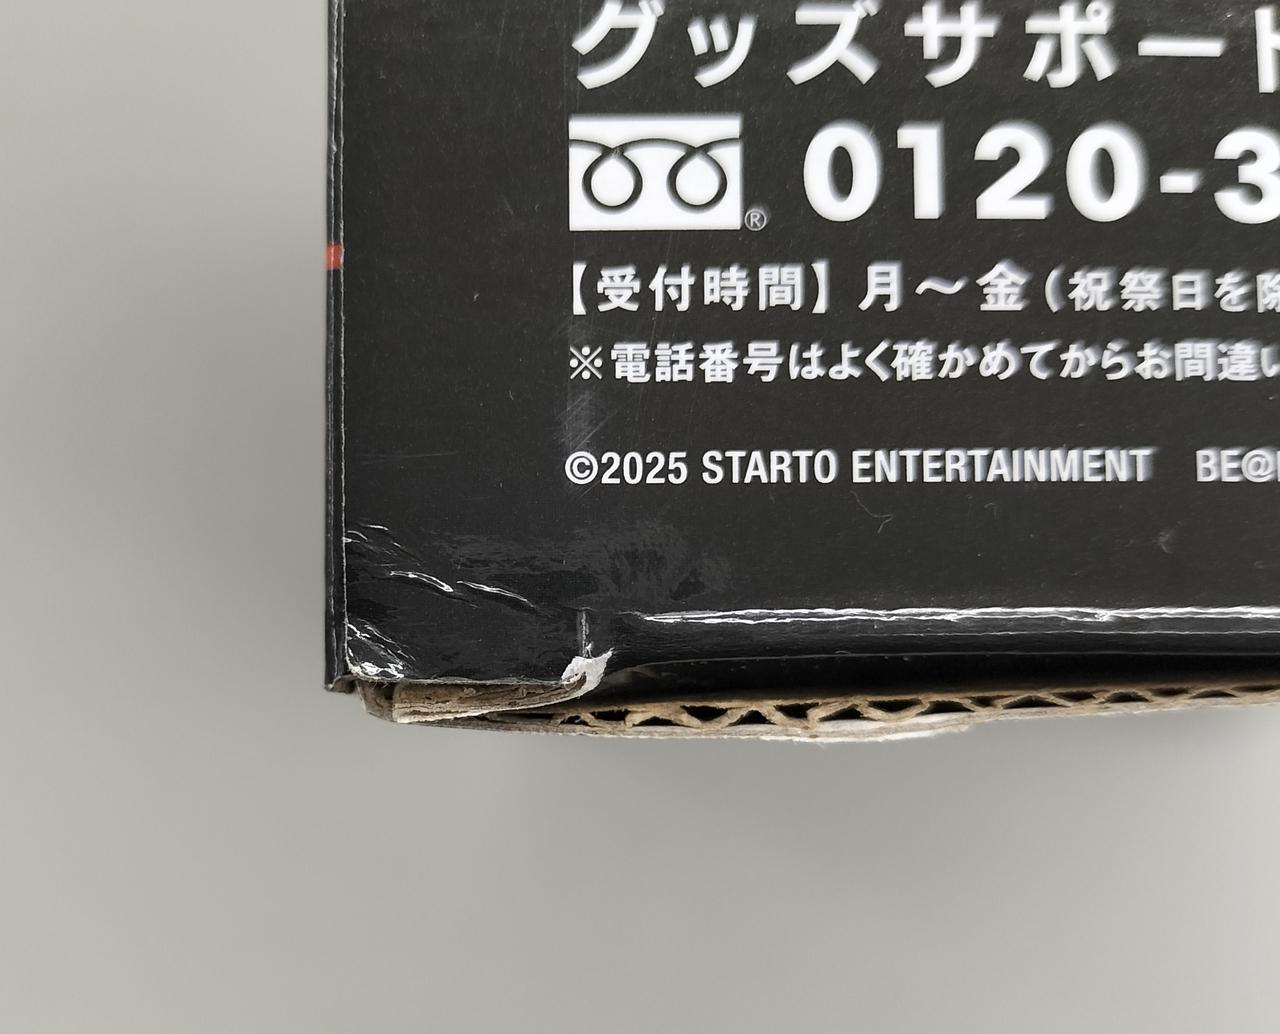 グッズサポート
® 0120-3
【受付時間】月〜金（祝祭日を除
※電話番号はよく確かめてからお間違い
©2025 STARTO ENTERTAINMENT BE@